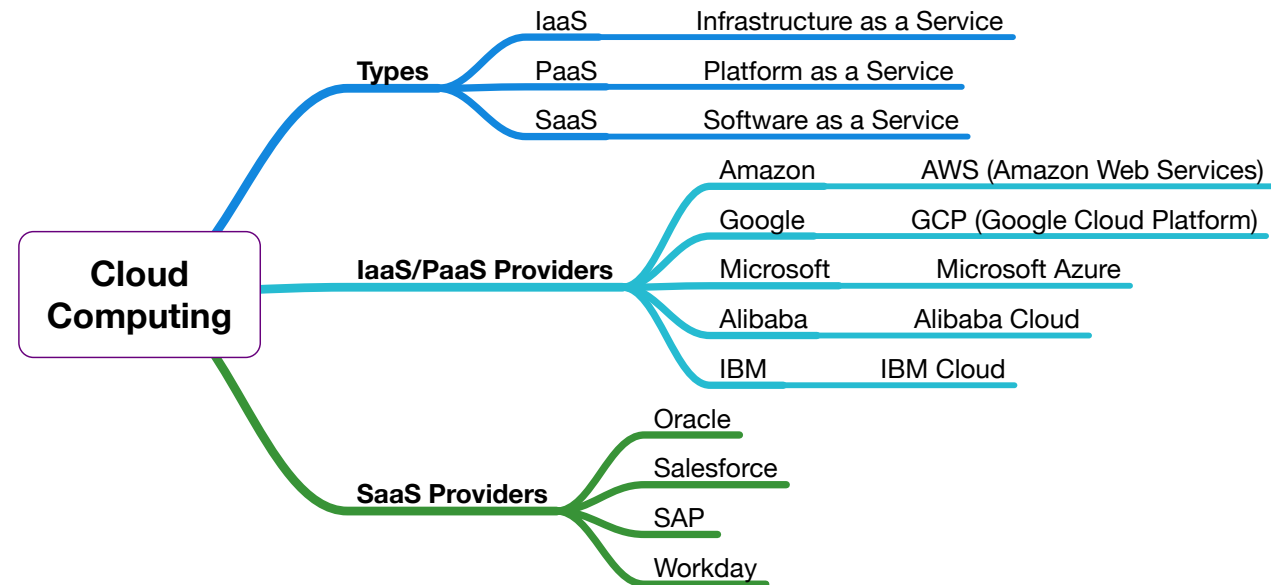 Cloud
Computing
Types
IaaS Infrastructure as a Service
PaaS Platform as a Service
SaaS Software as a Service
IaaS/PaaS Providers
Amazon AWS (Amazon Web Services)
Google GCP (Google Cloud Platform)
Microsoft Microsoft Azure
Alibaba Alibaba Cloud
IBM IBM Cloud
SaaS Providers
Oracle
Salesforce
SAP
Workday